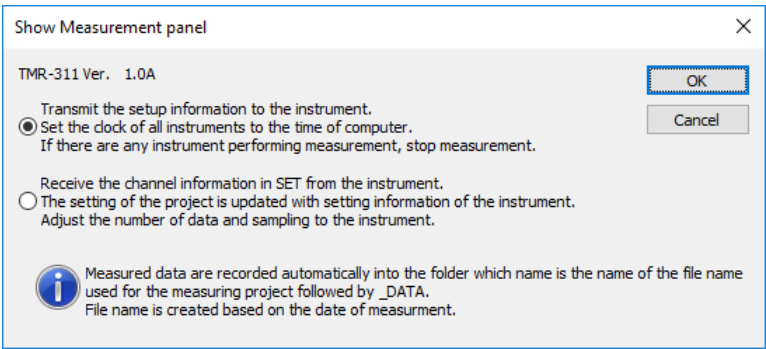 Show Measurement panel
TMR-311 Ver. 1.0A
OK
Transmit the setup information to the instrument.
Set the clock of all instruments to the time of computer.
If there are any instrument performing measurement, stop measurement.
Cancel
Receive the channel information in SET from the instrument.
The setting of the project is updated with setting information of the instrument.
Adjust the number of data and sampling to the instrument.
Measured data are recorded automatically into the folder which name is the name of the file name
used for the measuring project followed by _DATA.
File name is created based on the date of measurment.